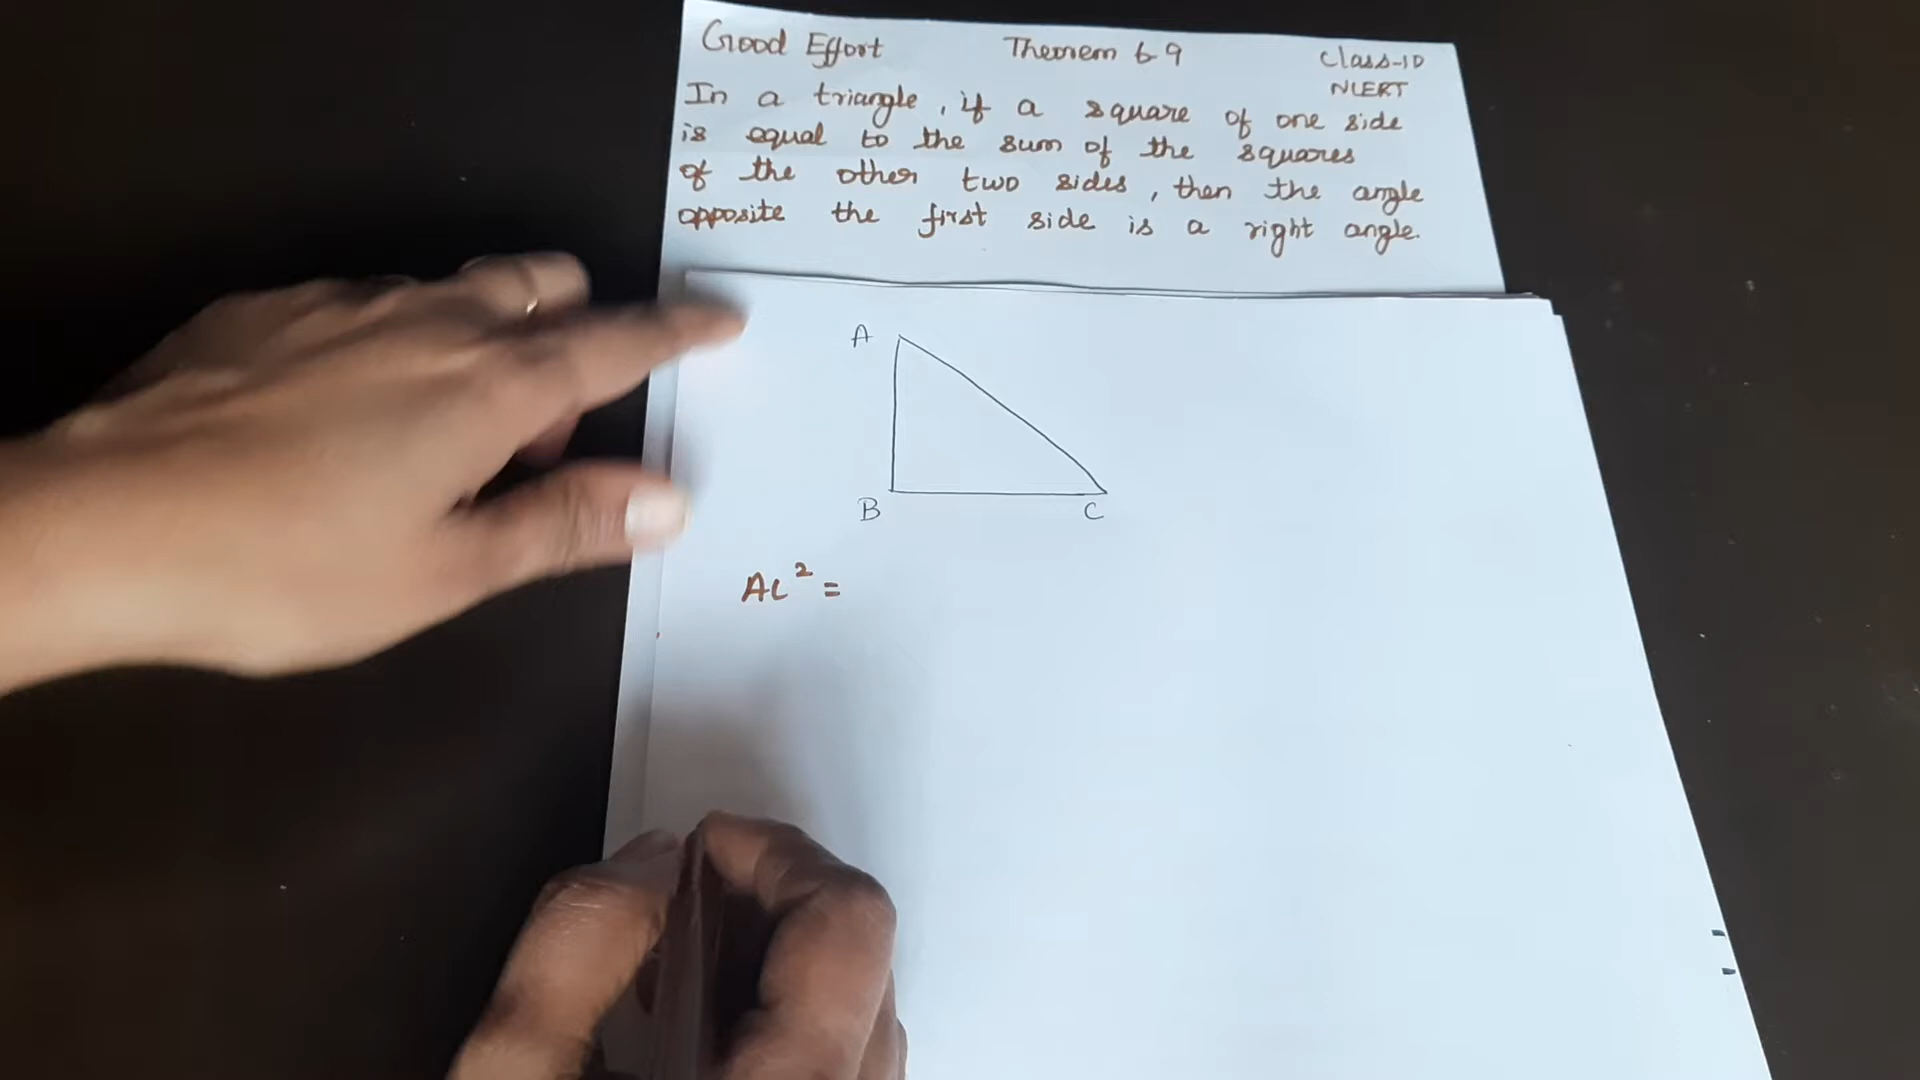 Good Effort Theorem 6.9 Class-10
NCERT
In a triangle, if a square of one side
is equal to the sum of the squares
of the other two sides, then the angle
opposite the first side is a right angle.
A
B C
AC² =